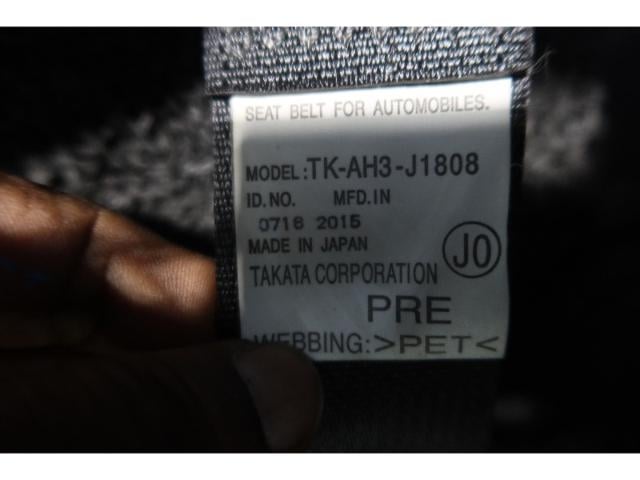 SEAT BELT FOR AUTOMOBILES.
MODEL:TK-AH3-J1808
ID.NO. MFD.IN
0716 2015
MADE IN JAPAN
JO
TAKATA CORPORATION
PRE
WEBBING:>PET<